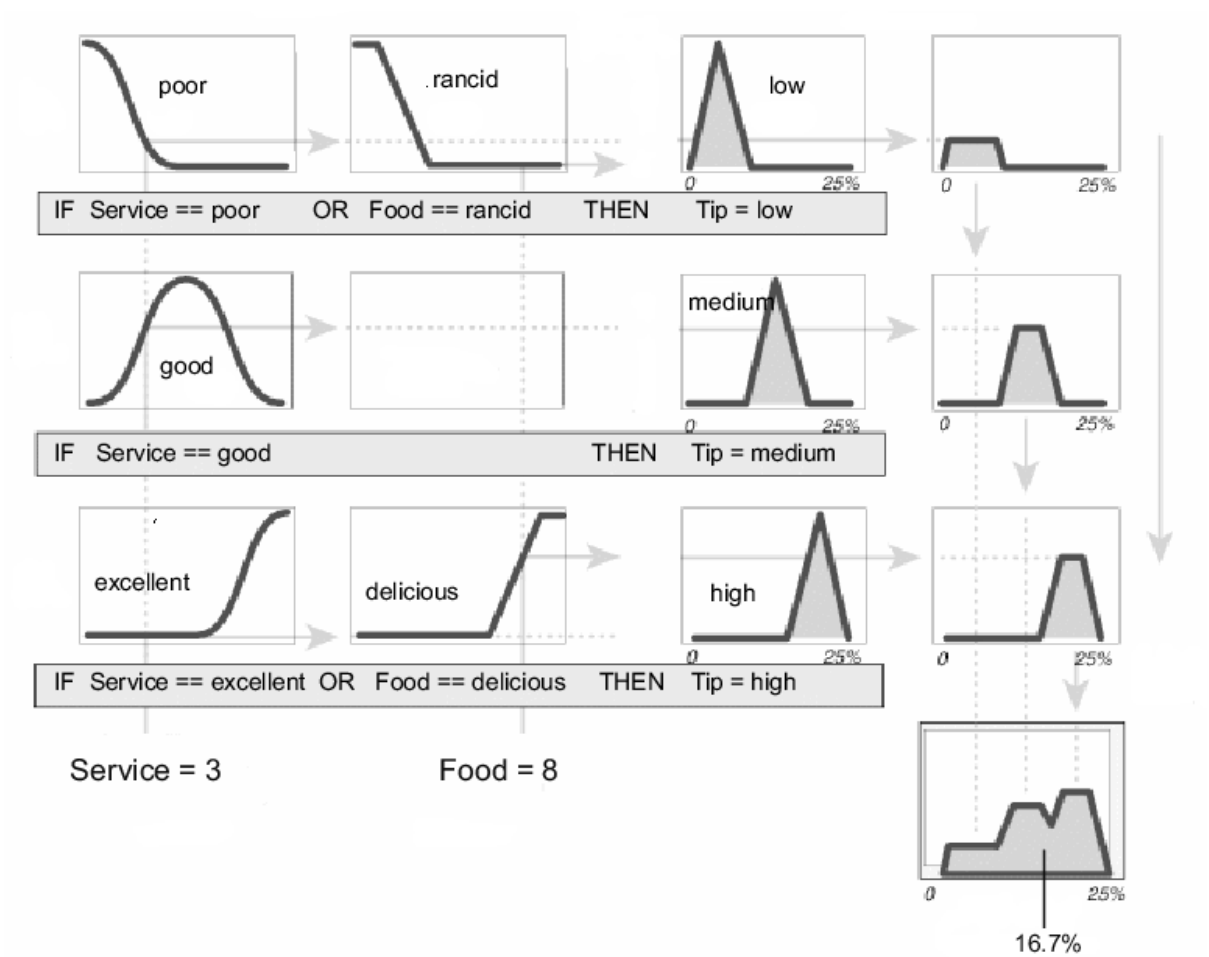 poor
rancid
low
0 25%
0 25%
IF Service == poor OR Food == rancid THEN Tip = low
good
medium
0 25%
0 25%
IF Service == good THEN Tip = medium
excellent
delicious
high
0 25%
0 25%
IF Service == excellent OR Food == delicious THEN Tip = high
Service = 3
Food = 8
0 25%
16.7%